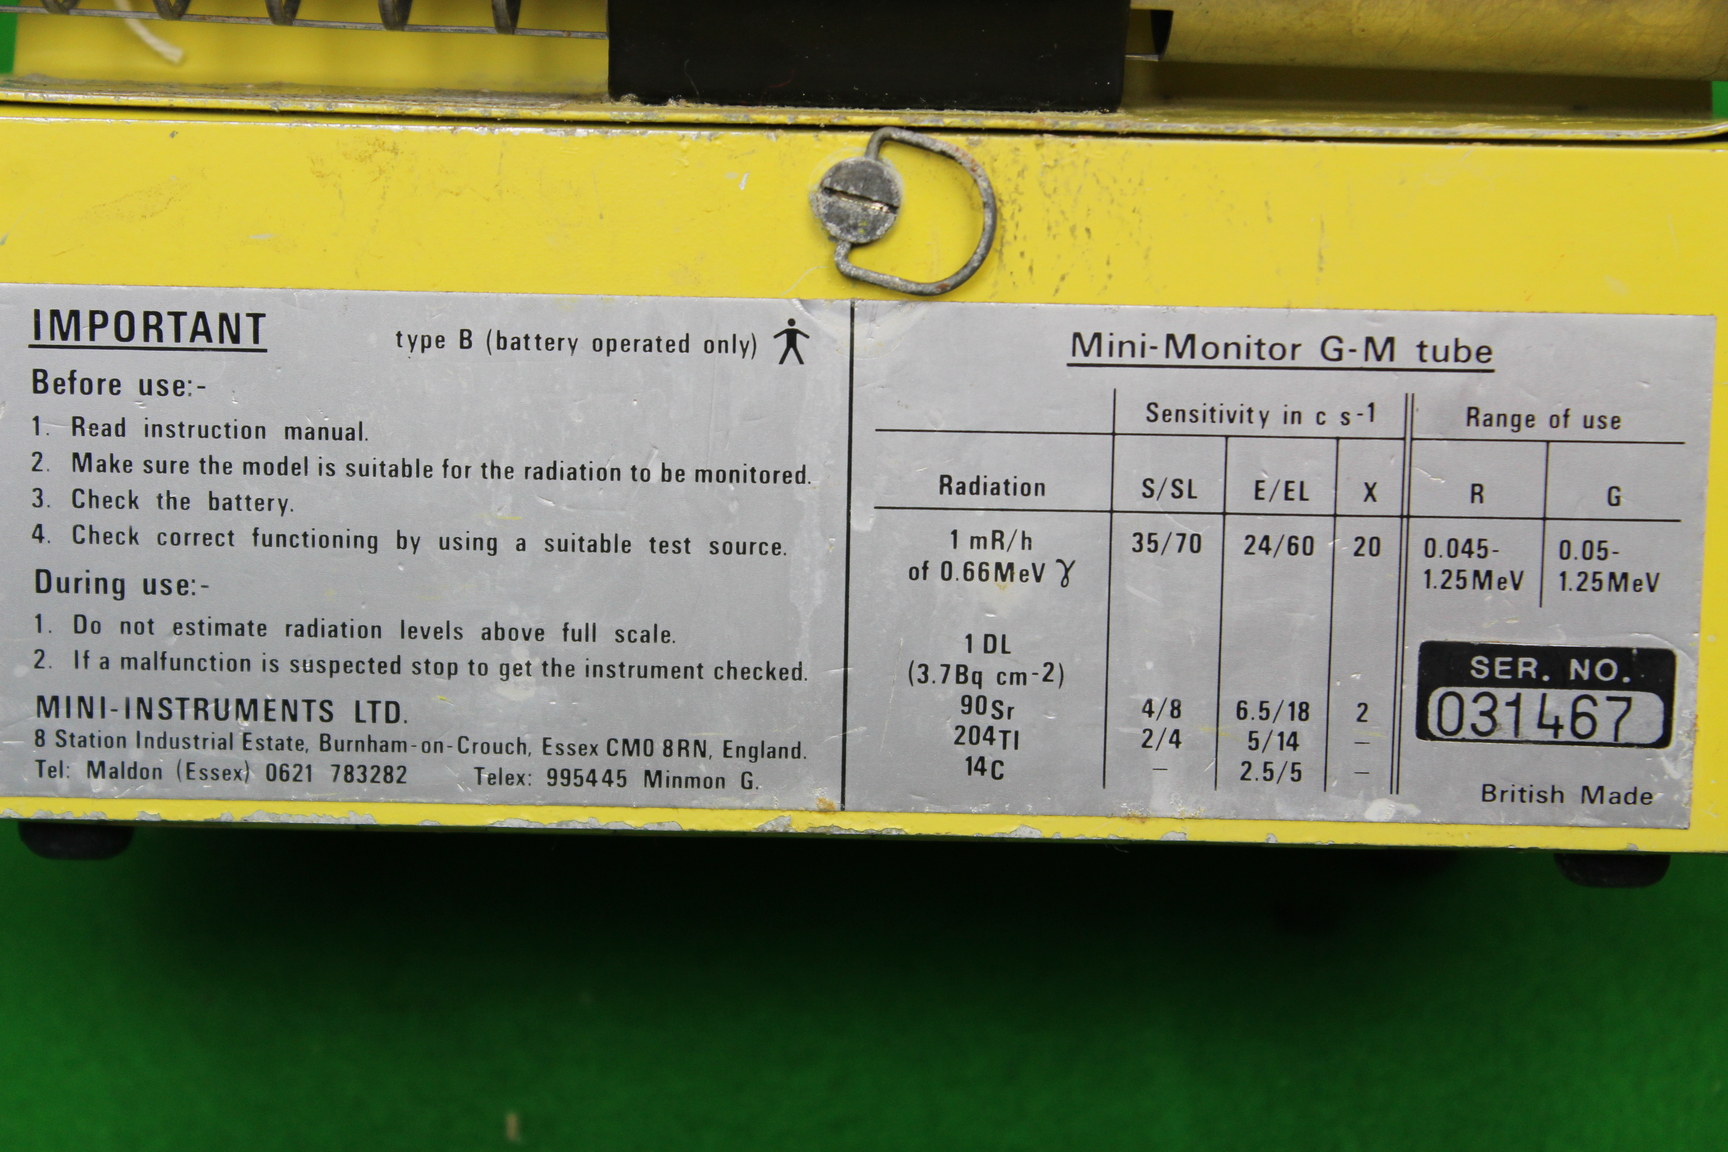 IMPORTANT
type B (battery operated only)
Before use:-
1. Read instruction manual.
2. Make sure the model is suitable for the radiation to be monitored.
3. Check the battery.
4. Check correct functioning by using a suitable test source.
During use:-
1. Do not estimate radiation levels above full scale.
2. If a malfunction is suspected stop to get the instrument checked.
MINI-INSTRUMENTS LTD.
8 Station Industrial Estate, Burnham-on-Crouch, Essex CM0 8RN, England.
Tel: Maldon (Essex) 0621 783282 Telex: 995445 Minmon G.
Mini-Monitor G-M tube
Sensitivity in c s-1 Range of use
Radiation S/SL E/EL X R G
1 mR/h 35/70 24/60 20 0.045- 0.05-
of 0.66MeV γ 1.25MeV 1.25MeV
1 DL
(3.7Bq cm-2)
90Sr 4/8 6.5/18 2
204Tl 2/4 5/14 –
14C – 2.5/5 –
SER. NO.
031467
British Made